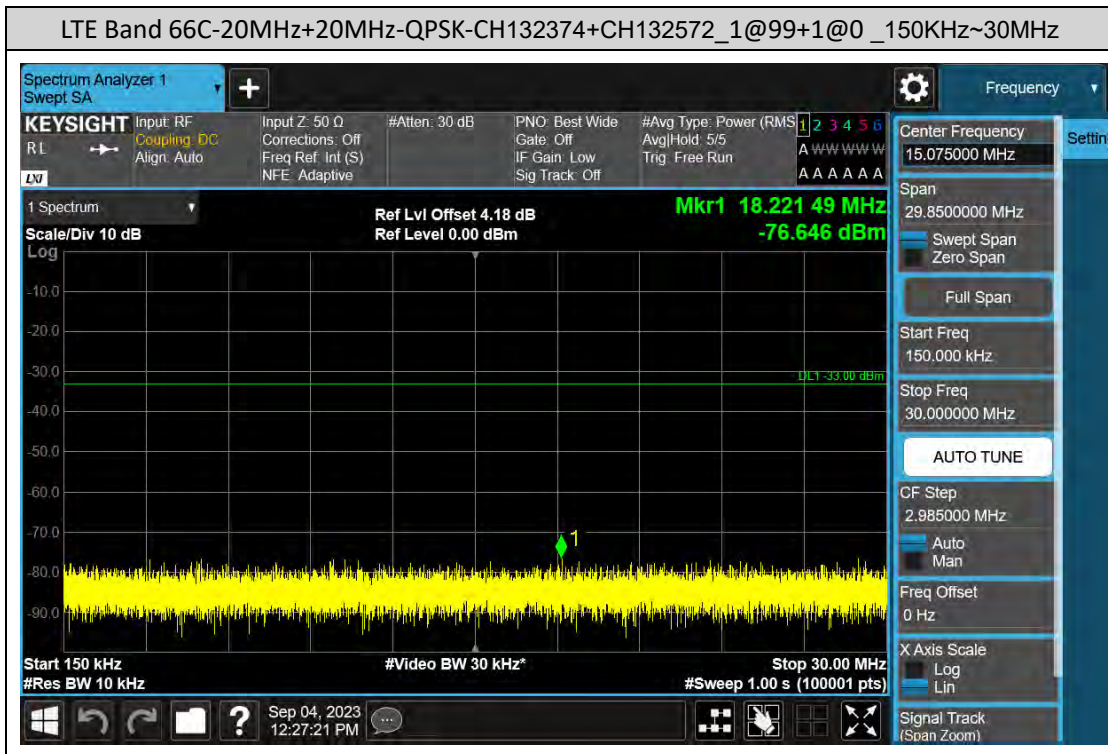 LTE Band 66C-20MHz+20MHz-QPSK-CH132374+CH132572_1@99+1@0 _150KHz~30MHz
Spectrum Analyzer 1
Swept SA
+
Frequency
KEYSIGHT
RL
LXI
Input: RF
Coupling: DC
Align: Auto
Input Z: 50 Ω
Corrections: Off
Freq Ref: Int (S)
NFE: Adaptive
#Atten: 30 dB
PNO: Best Wide
Gate: Off
IF Gain: Low
Sig Track: Off
#Avg Type: Power (RMS
Avg|Hold: 5/5
Trig: Free Run
1 2 3 4 5 6
A W W W W W
A A A A A A
Center Frequency
15.075000 MHz
Settin
1 Spectrum
Scale/Div 10 dB
Log
Ref Lvl Offset 4.18 dB
Ref Level 0.00 dBm
Mkr1 18.221 49 MHz
-76.646 dBm
-10.0
-20.0
-30.0
-40.0
-50.0
-60.0
-70.0
-80.0
-90.0
DL1 -33.00 dBm
1
Start 150 kHz
#Res BW 10 kHz
#Video BW 30 kHz*
Stop 30.00 MHz
#Sweep 1.00 s (100001 pts)
Span
29.8500000 MHz
Swept Span
Zero Span
Full Span
Start Freq
150.000 kHz
Stop Freq
30.000000 MHz
AUTO TUNE
CF Step
2.985000 MHz
Auto
Man
Freq Offset
0 Hz
X Axis Scale
Log
Lin
Signal Track
(Span Zoom)
?
Sep 04, 2023
12:27:21 PM